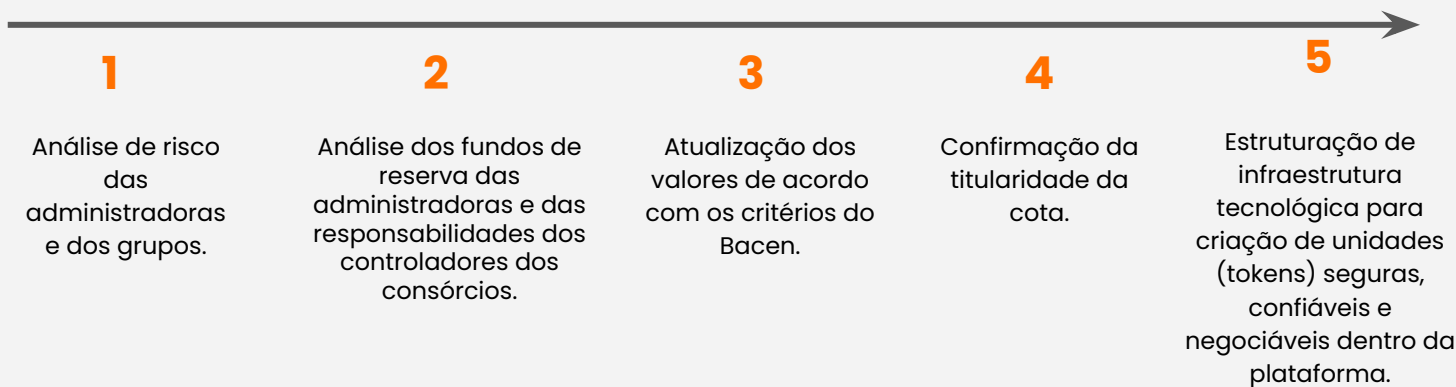 1
Análise de risco
das
administradoras
e dos grupos.
2
Análise dos fundos de
reserva das
administradoras e das
responsabilidades dos
controladores dos
consórcios.
3
Atualização dos
valores de acordo
com os critérios do
Bacen.
4
Confirmação da
titularidade da
cota.
5
Estruturação de
infraestrutura
tecnológica para
criação de unidades
(tokens) seguras,
confiáveis e
negociáveis dentro da
plataforma.